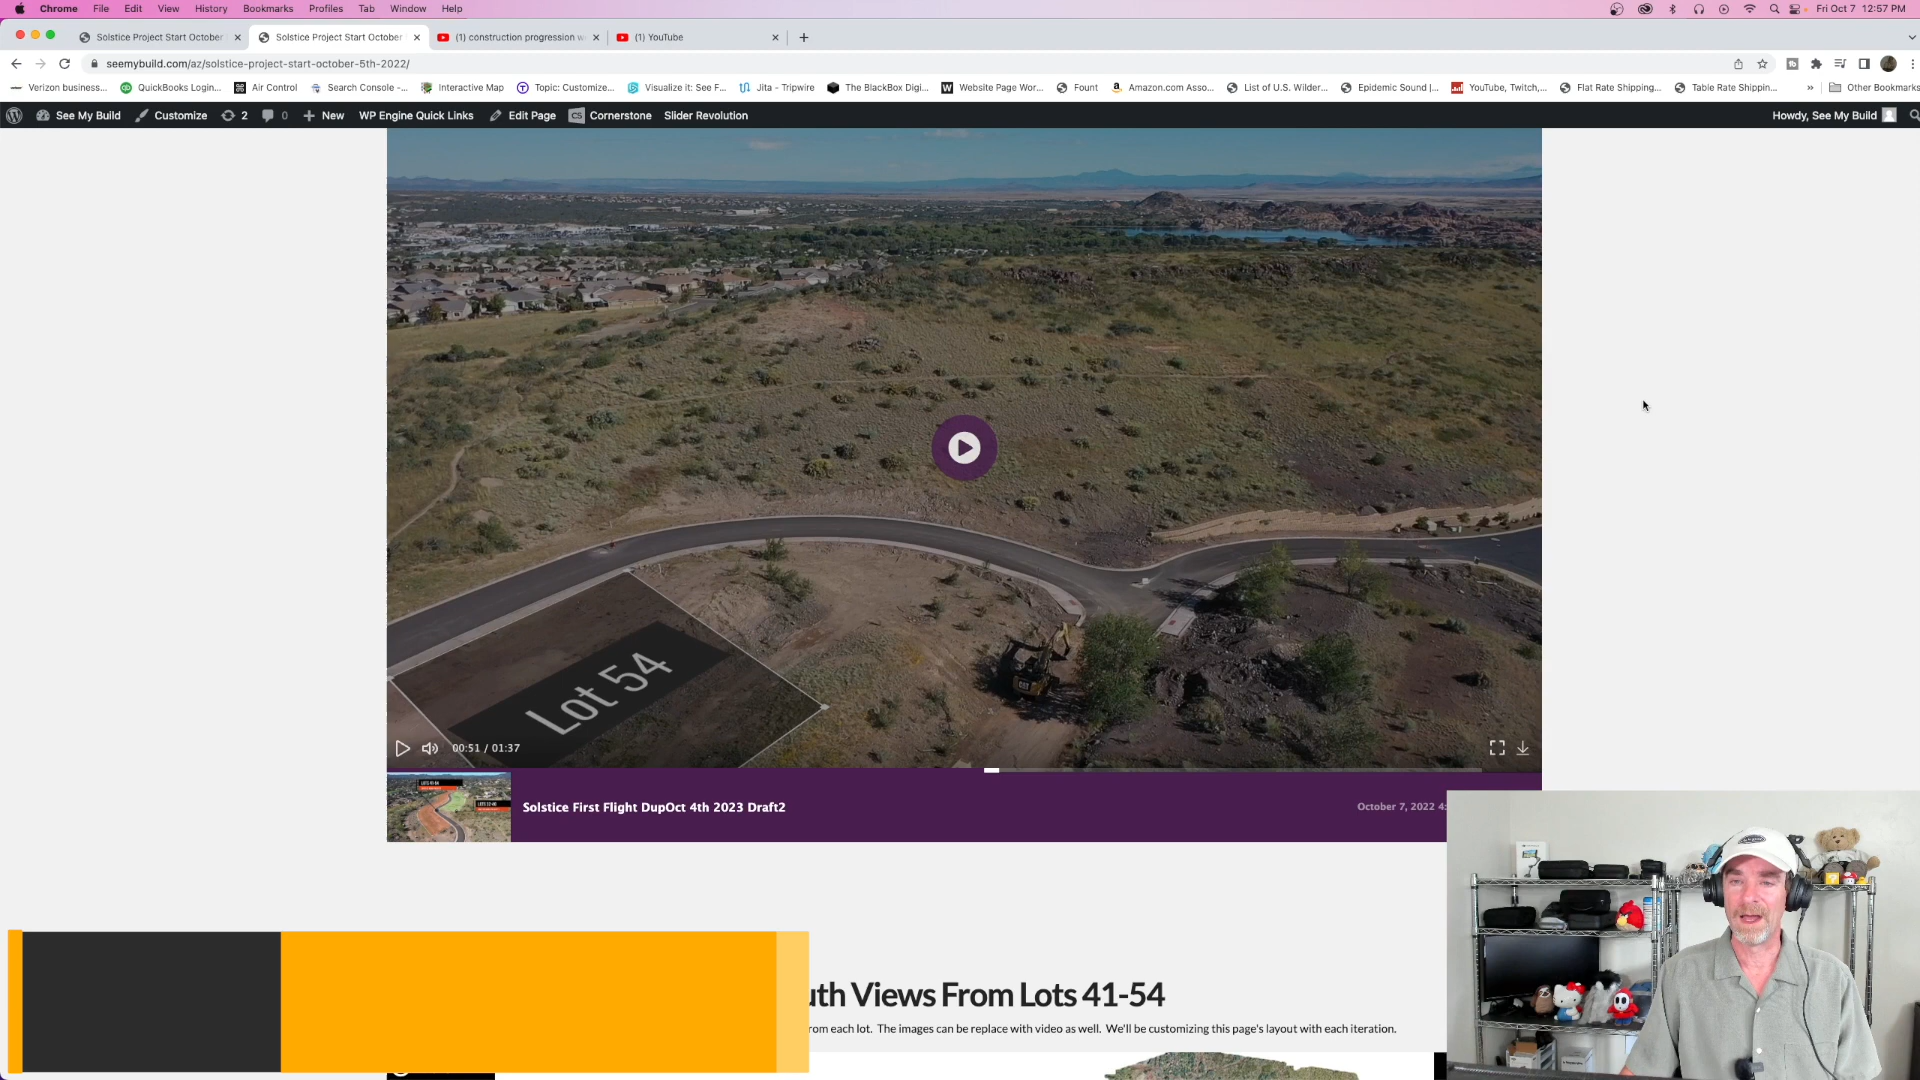 Chrome File Edit View History Bookmarks Profiles Tab Window Help Fri Oct 7 12:57 PM
Solstice Project Start October Solstice Project Start October (1) construction progression w (1) YouTube
seemybuild.com/az/solstice-project-start-october-5th-2022/
Verizon business... QuickBooks Login... Air Control Search Console -... Interactive Map Topic: Customize... Visualize it: See F... Jita - Tripwire The BlackBox Digi... Website Page Wor... Fount Amazon.com Asso... List of U.S. Wilder... Epidemic Sound |... YouTube, Twitch,... Flat Rate Shipping... Table Rate Shippin... » Other Bookmarks
See My Build Customize 2 0 New WP Engine Quick Links Edit Page CS Cornerstone Slider Revolution Howdy, See My Build
Lot 54
00:51 / 01:37
LOTS 41-54
Solstice First Flight DupOct 4th 2023 Draft2 October 7, 2022 4:
uth Views From Lots 41-54
rom each lot. The images can be replace with video as well. We'll be customizing this page's layout with each iteration.